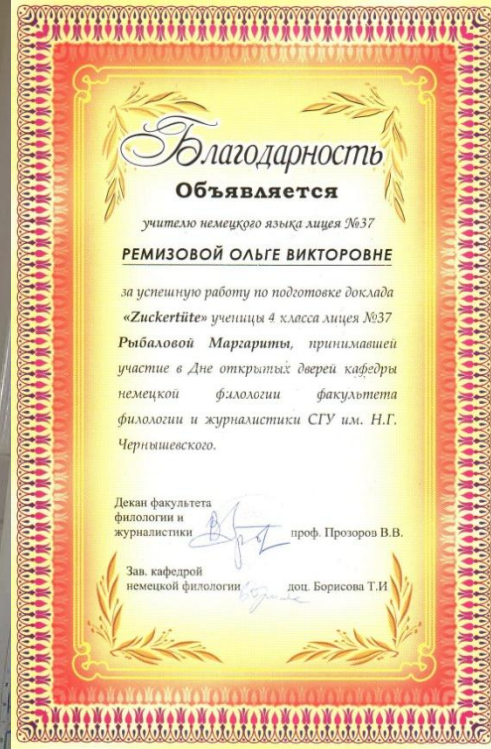 Благодарность
Объявляется
учителю немецкого языка лицея №37
РЕМИЗОВОЙ ОЛЬГЕ ВИКТОРОВНЕ
за успешную работу по подготовке доклада
«Zuckertüte» ученицы 4 класса лицея №37
Рыбаловой Маргариты, принимавшей
участие в Дне открытых дверей кафедры
немецкой филологии факультета
филологии и журналистики СГУ им. Н.Г.
Чернышевского.
Декан факультета
филологии и
журналистики проф. Прозоров В.В.
Зав. кафедрой
немецкой филологии доц. Борисова Т.И